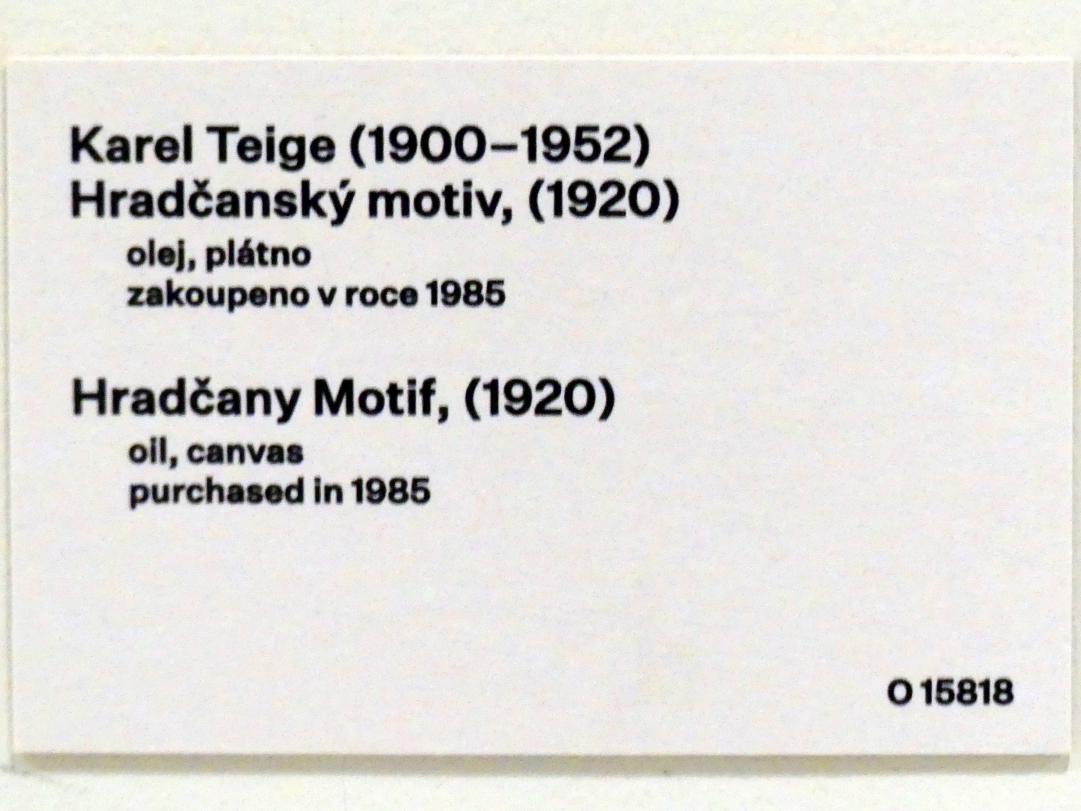 Karel Teige (1900–1952)
Hradčanský motiv, (1920)
olej, plátno
zakoupeno v roce 1985
Hradčany Motif, (1920)
oil, canvas
purchased in 1985
O 15818